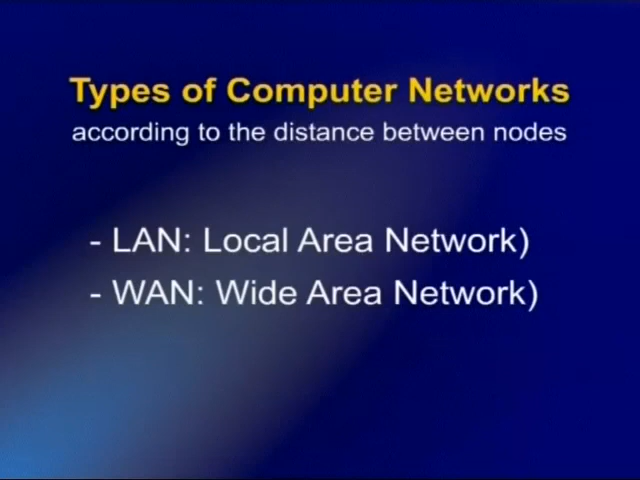 Types of Computer Networks
according to the distance between nodes
- LAN: Local Area Network)
- WAN: Wide Area Network)